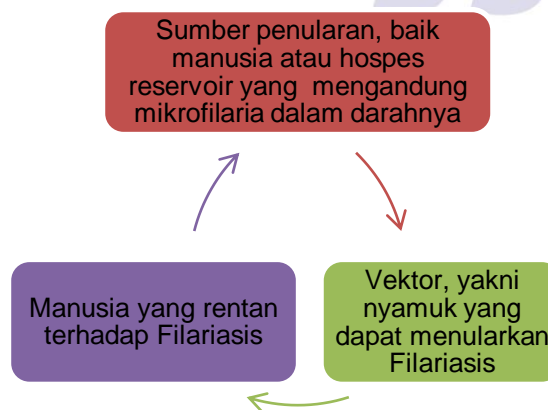 Sumber penularan, baik
manusia atau hospes
reservoir yang  mengandung
mikrofilaria dalam darahnya
Vektor, yakni
nyamuk yang
dapat menularkan
Filariasis
Manusia yang rentan
terhadap Filariasis